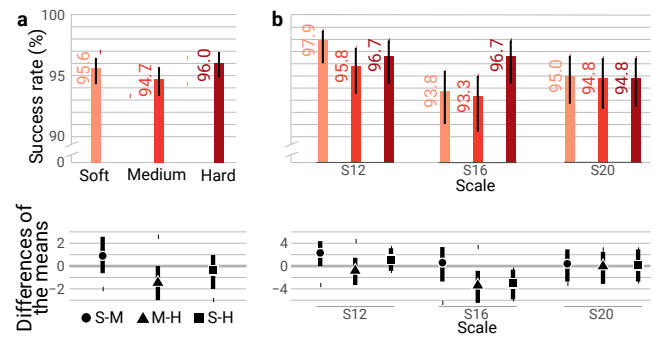 a
b
Success rate (%)
100
95
90
0
95.6
94.7
96.0
Soft
Medium
Hard
97.9
95.8
96.7
93.8
93.3
96.7
95.0
94.8
94.8
S12
S16
S20
Scale
Differences of
the means
2
0
−2
S-M
M-H
S-H
4
0
−4
S12
S16
S20
Scale